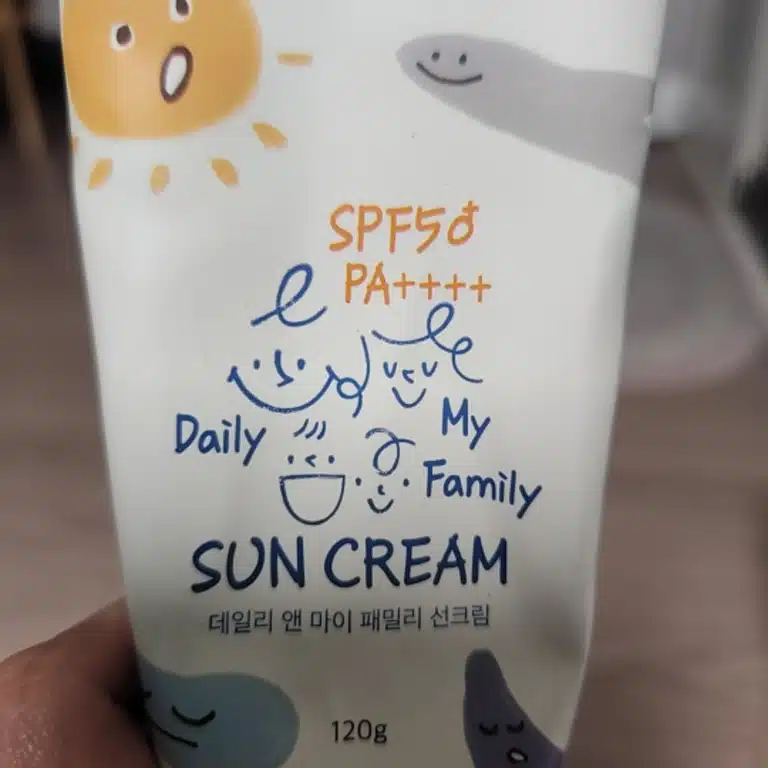 SPF50
PA++++
Daily
My
Family
SUN CREAM
데일리 앤 마이 패밀리 선크림
120g